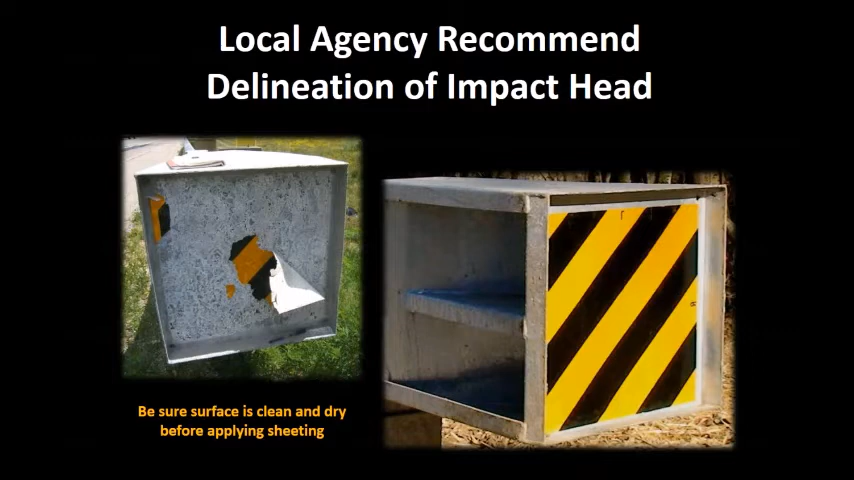 Local Agency Recommend
Delineation of Impact Head
Be sure surface is clean and dry
before applying sheeting